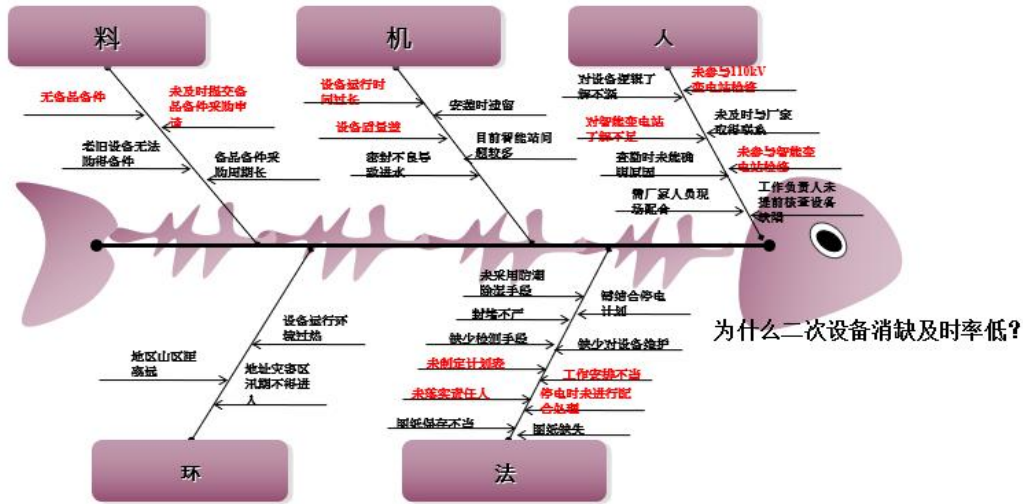 料
机
人
无备品备件
未及时提交备
品备件采购申
请
老旧设备无法
购得备件
备品备件采
购周期长
设备运行时
间过长
安装时遗留
设备质量差
目前智能站问
题较多
密封不良导
致进水
对设备逻辑了
解不深
未参与110kV
变电站检修
对智能变电站
了解不足
未及时与厂家
取得联系
查勘时未能确
明原因
未参与智能变
电站检修
需厂家人员现
场配合
工作负责人未
提前核查设备
缺陷
为什么二次设备消缺及时率低？
设备运行环
境过热
地区山区距
离远
地址灾害区
汛期不得进
入
未采用防潮
除湿手段
需结合停电
计划
封堵不严
缺少检测手段
缺少对设备维护
未制定计划表
工作安排不当
未落实责任人
停电时未进行配
合处理
图纸保存不当
图纸缺失
环
法